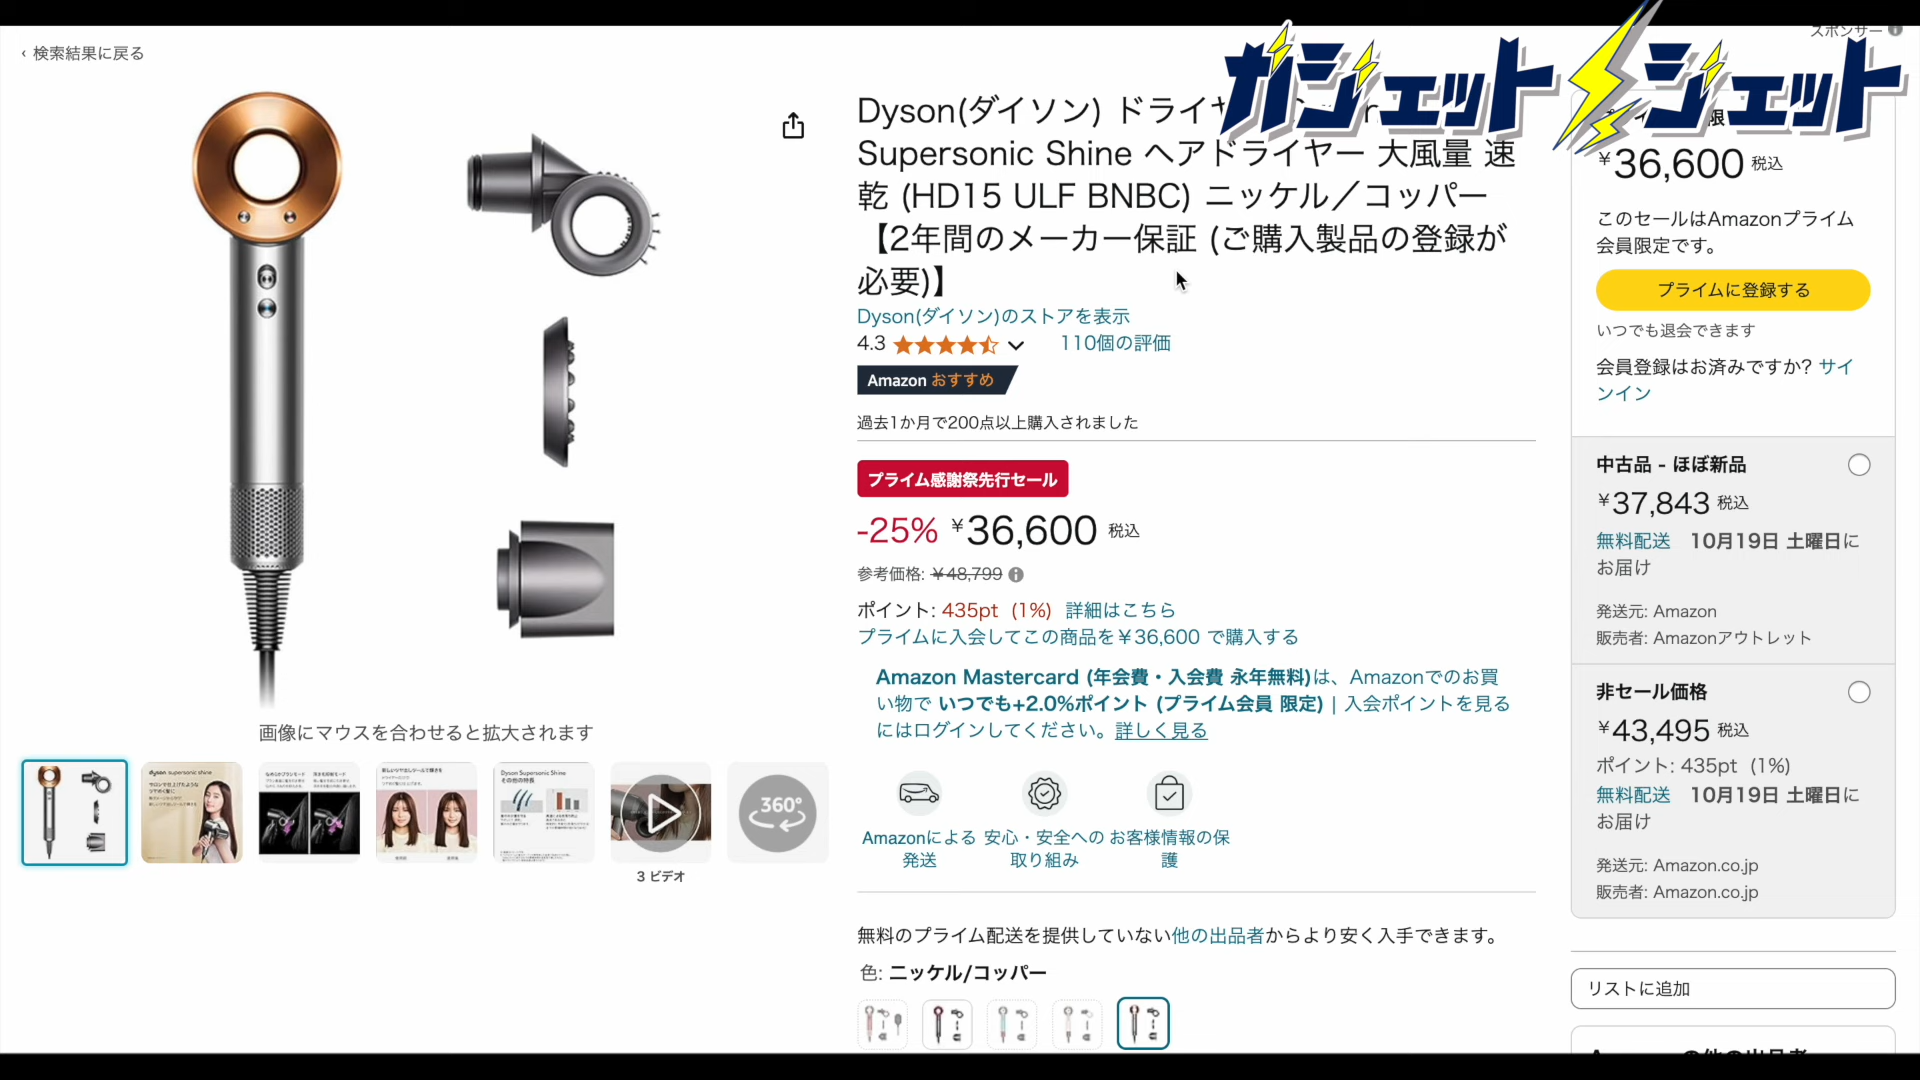 ‹ 検索結果に戻る
スポンサー
ガジェットジェット
Dyson(ダイソン) ドライヤ
Supersonic Shine ヘアドライヤー 大風量 速
乾 (HD15 ULF BNBC) ニッケル／コッパー
【2年間のメーカー保証 (ご購入製品の登録が
必要)】
Dyson(ダイソン)のストアを表示
4.3 110個の評価
Amazon おすすめ
過去1か月で200点以上購入されました
プライム感謝祭先行セール
-25% ￥36,600 税込
参考価格: ￥48,799
ポイント: 435pt (1%) 詳細はこちら
プライムに入会してこの商品を￥36,600 で購入する
Amazon Mastercard (年会費・入会費 永年無料)は、Amazonでのお買
い物で いつでも+2.0%ポイント (プライム会員 限定) | 入会ポイントを見る
にはログインしてください。詳しく見る
Amazonによる
発送
安心・安全への
取り組み
お客様情報の保
護
無料のプライム配送を提供していない他の出品者からより安く入手できます。
色: ニッケル/コッパー
画像にマウスを合わせると拡大されます
dyson supersonic shine
Dyson Supersonic Shine
その他の特長
360°
3 ビデオ
￥36,600 税込
このセールはAmazonプライム
会員限定です。
プライムに登録する
いつでも退会できます
会員登録はお済みですか? サイ
ンイン
中古品 - ほぼ新品
￥37,843 税込
無料配送 10月19日 土曜日に
お届け
発送元: Amazon
販売者: Amazonアウトレット
非セール価格
￥43,495 税込
ポイント: 435pt (1%)
無料配送 10月19日 土曜日に
お届け
発送元: Amazon.co.jp
販売者: Amazon.co.jp
リストに追加